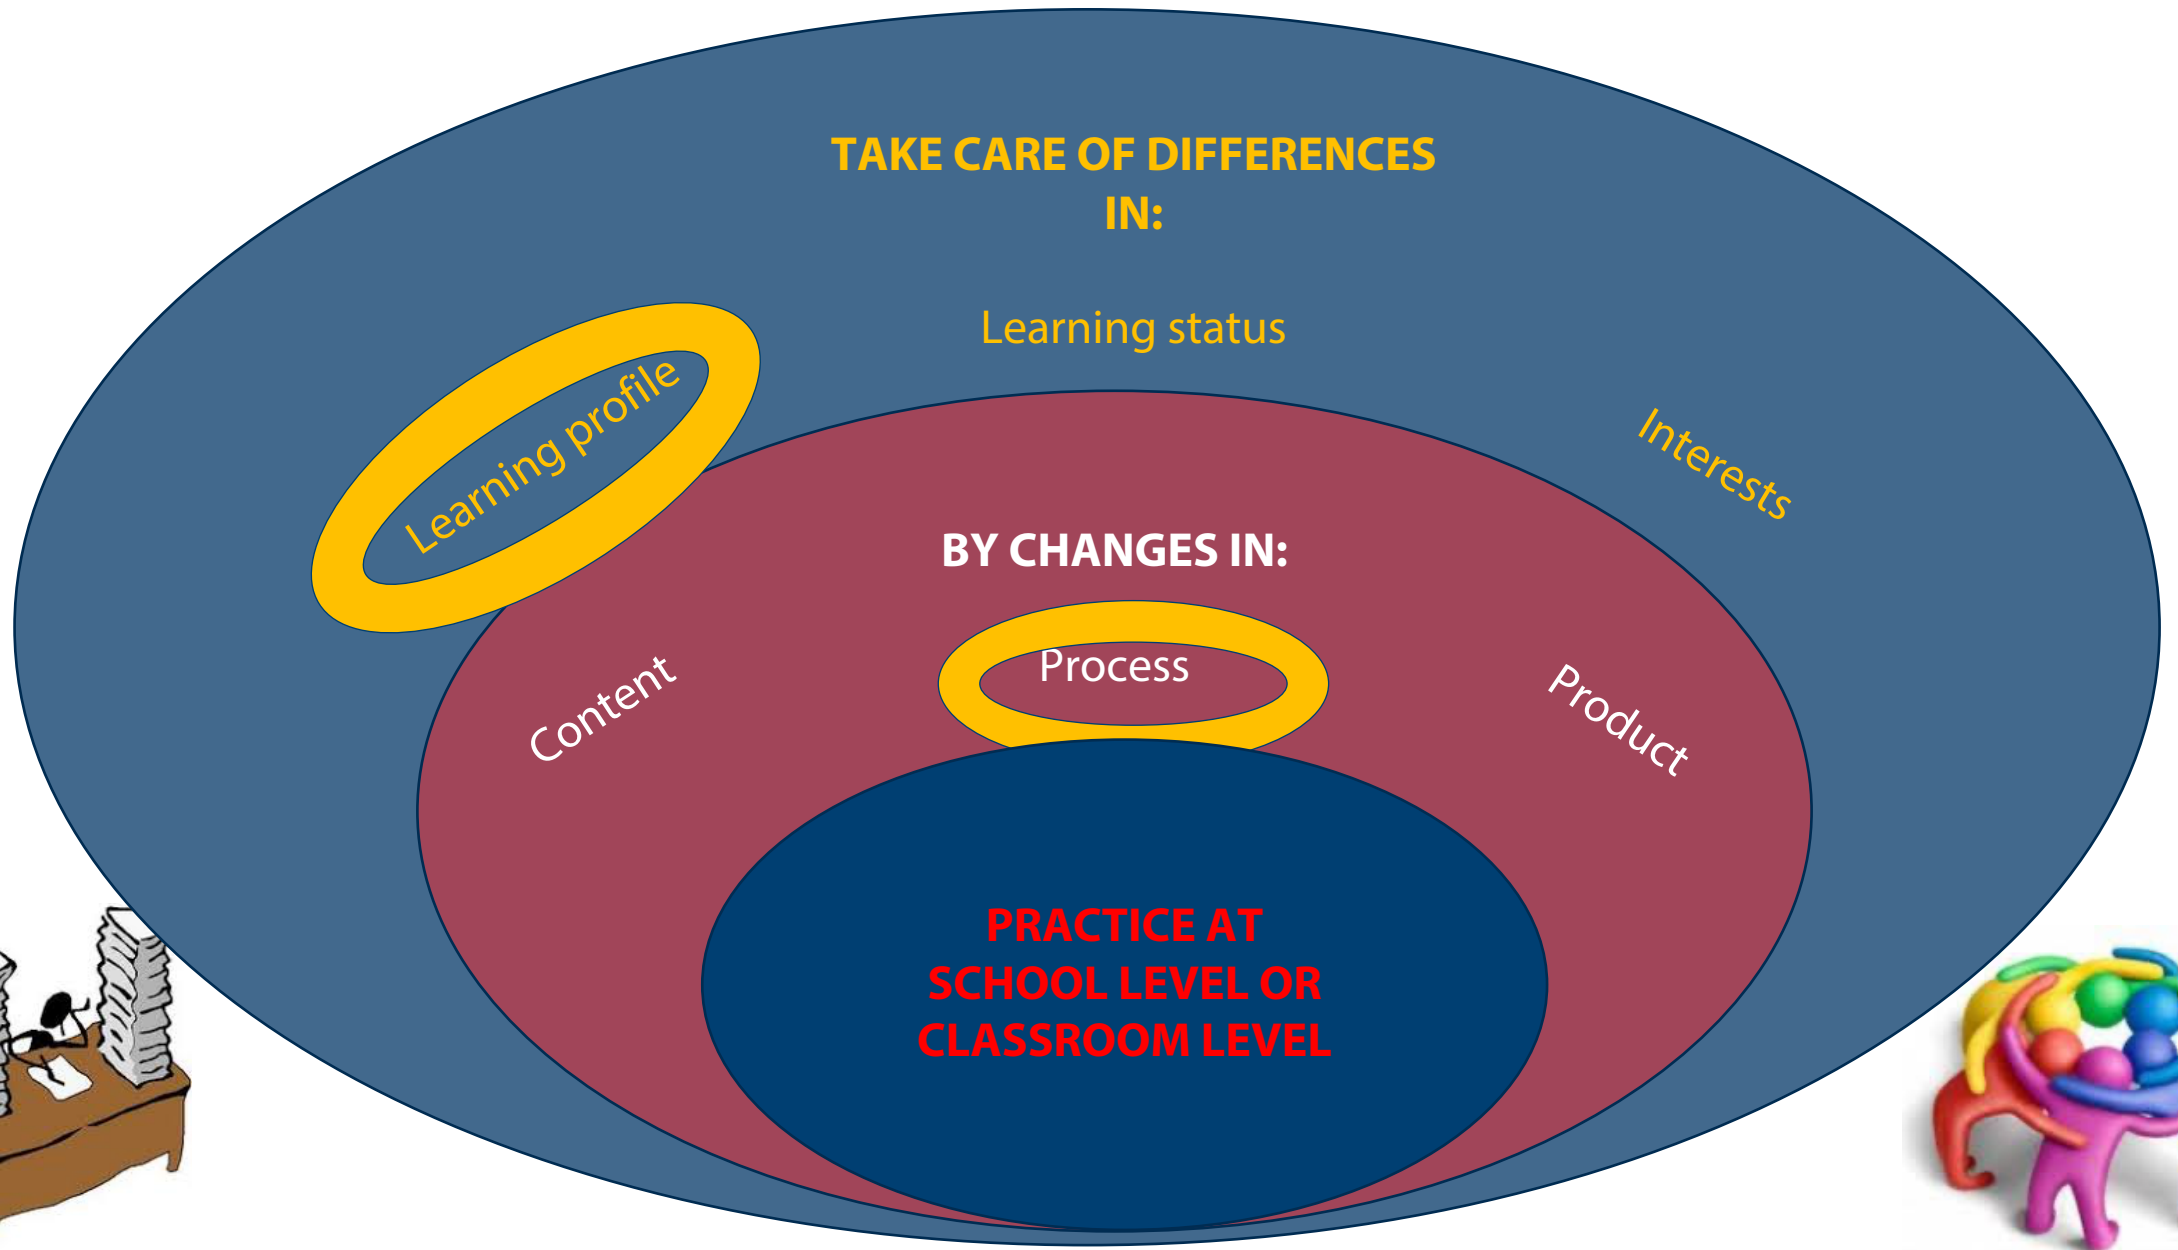 TAKE CARE OF DIFFERENCES
IN:
Learning status
Learning profile
Interests
BY CHANGES IN:
Process
Content
Product
PRACTICE AT
SCHOOL LEVEL OR
CLASSROOM LEVEL